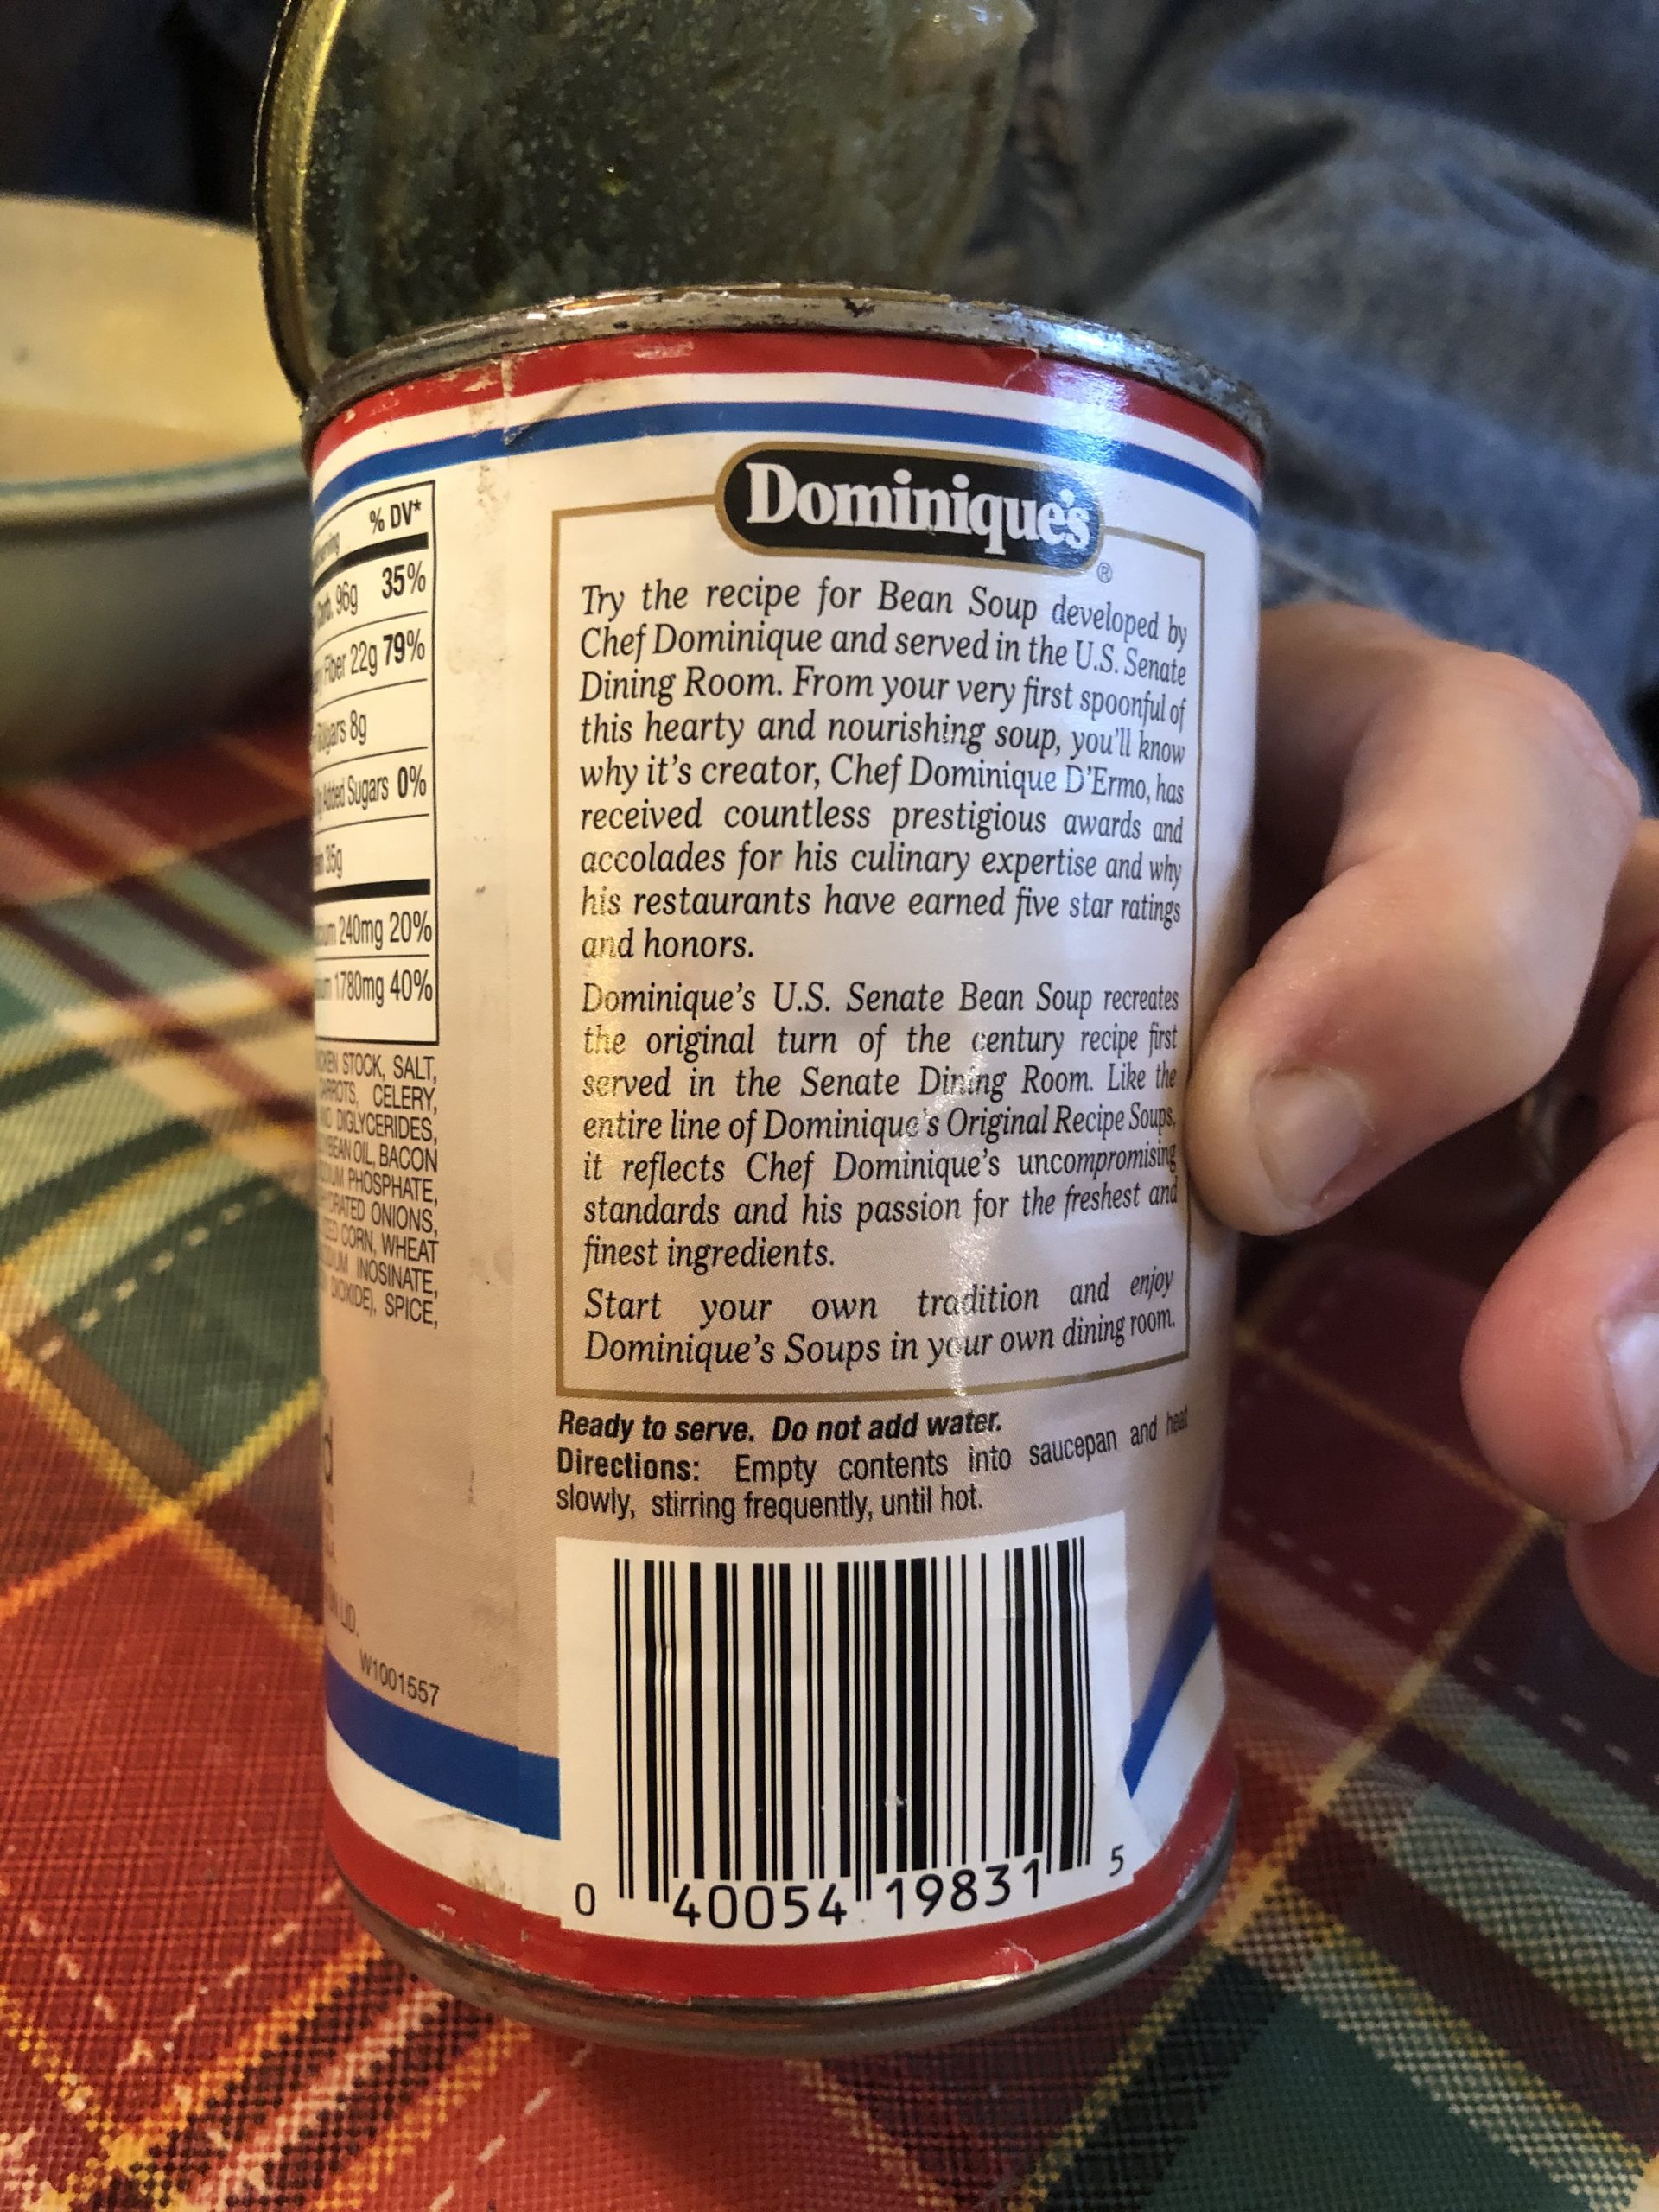 % DV*
96g 35%
Fiber 22g 79%
Sugars 8g
Added Sugars 0%
35g
240mg 20%
1780mg 40%
STOCK, SALT,
CELERY,
DIGLYCERIDES,
OIL, BACON
PHOSPHATE,
ONIONS,
CORN, WHEAT
INOSINATE,
SPICE,
LID.
W1001557
Dominique's
®
Try the recipe for Bean Soup developed by
Chef Dominique and served in the U.S. Senate
Dining Room. From your very first spoonful of
this hearty and nourishing soup, you'll know
why it's creator, Chef Dominique D'Ermo, has
received countless prestigious awards and
accolades for his culinary expertise and why
his restaurants have earned five star ratings
and honors.
Dominique's U.S. Senate Bean Soup recreates
the original turn of the century recipe first
served in the Senate Dining Room. Like the
entire line of Dominique's Original Recipe Soups,
it reflects Chef Dominique's uncompromising
standards and his passion for the freshest and
finest ingredients.
Start your own tradition and enjoy
Dominique's Soups in your own dining room.
Ready to serve. Do not add water.
Directions: Empty contents into saucepan and heat
slowly, stirring frequently, until hot.
0 40054 19831 5